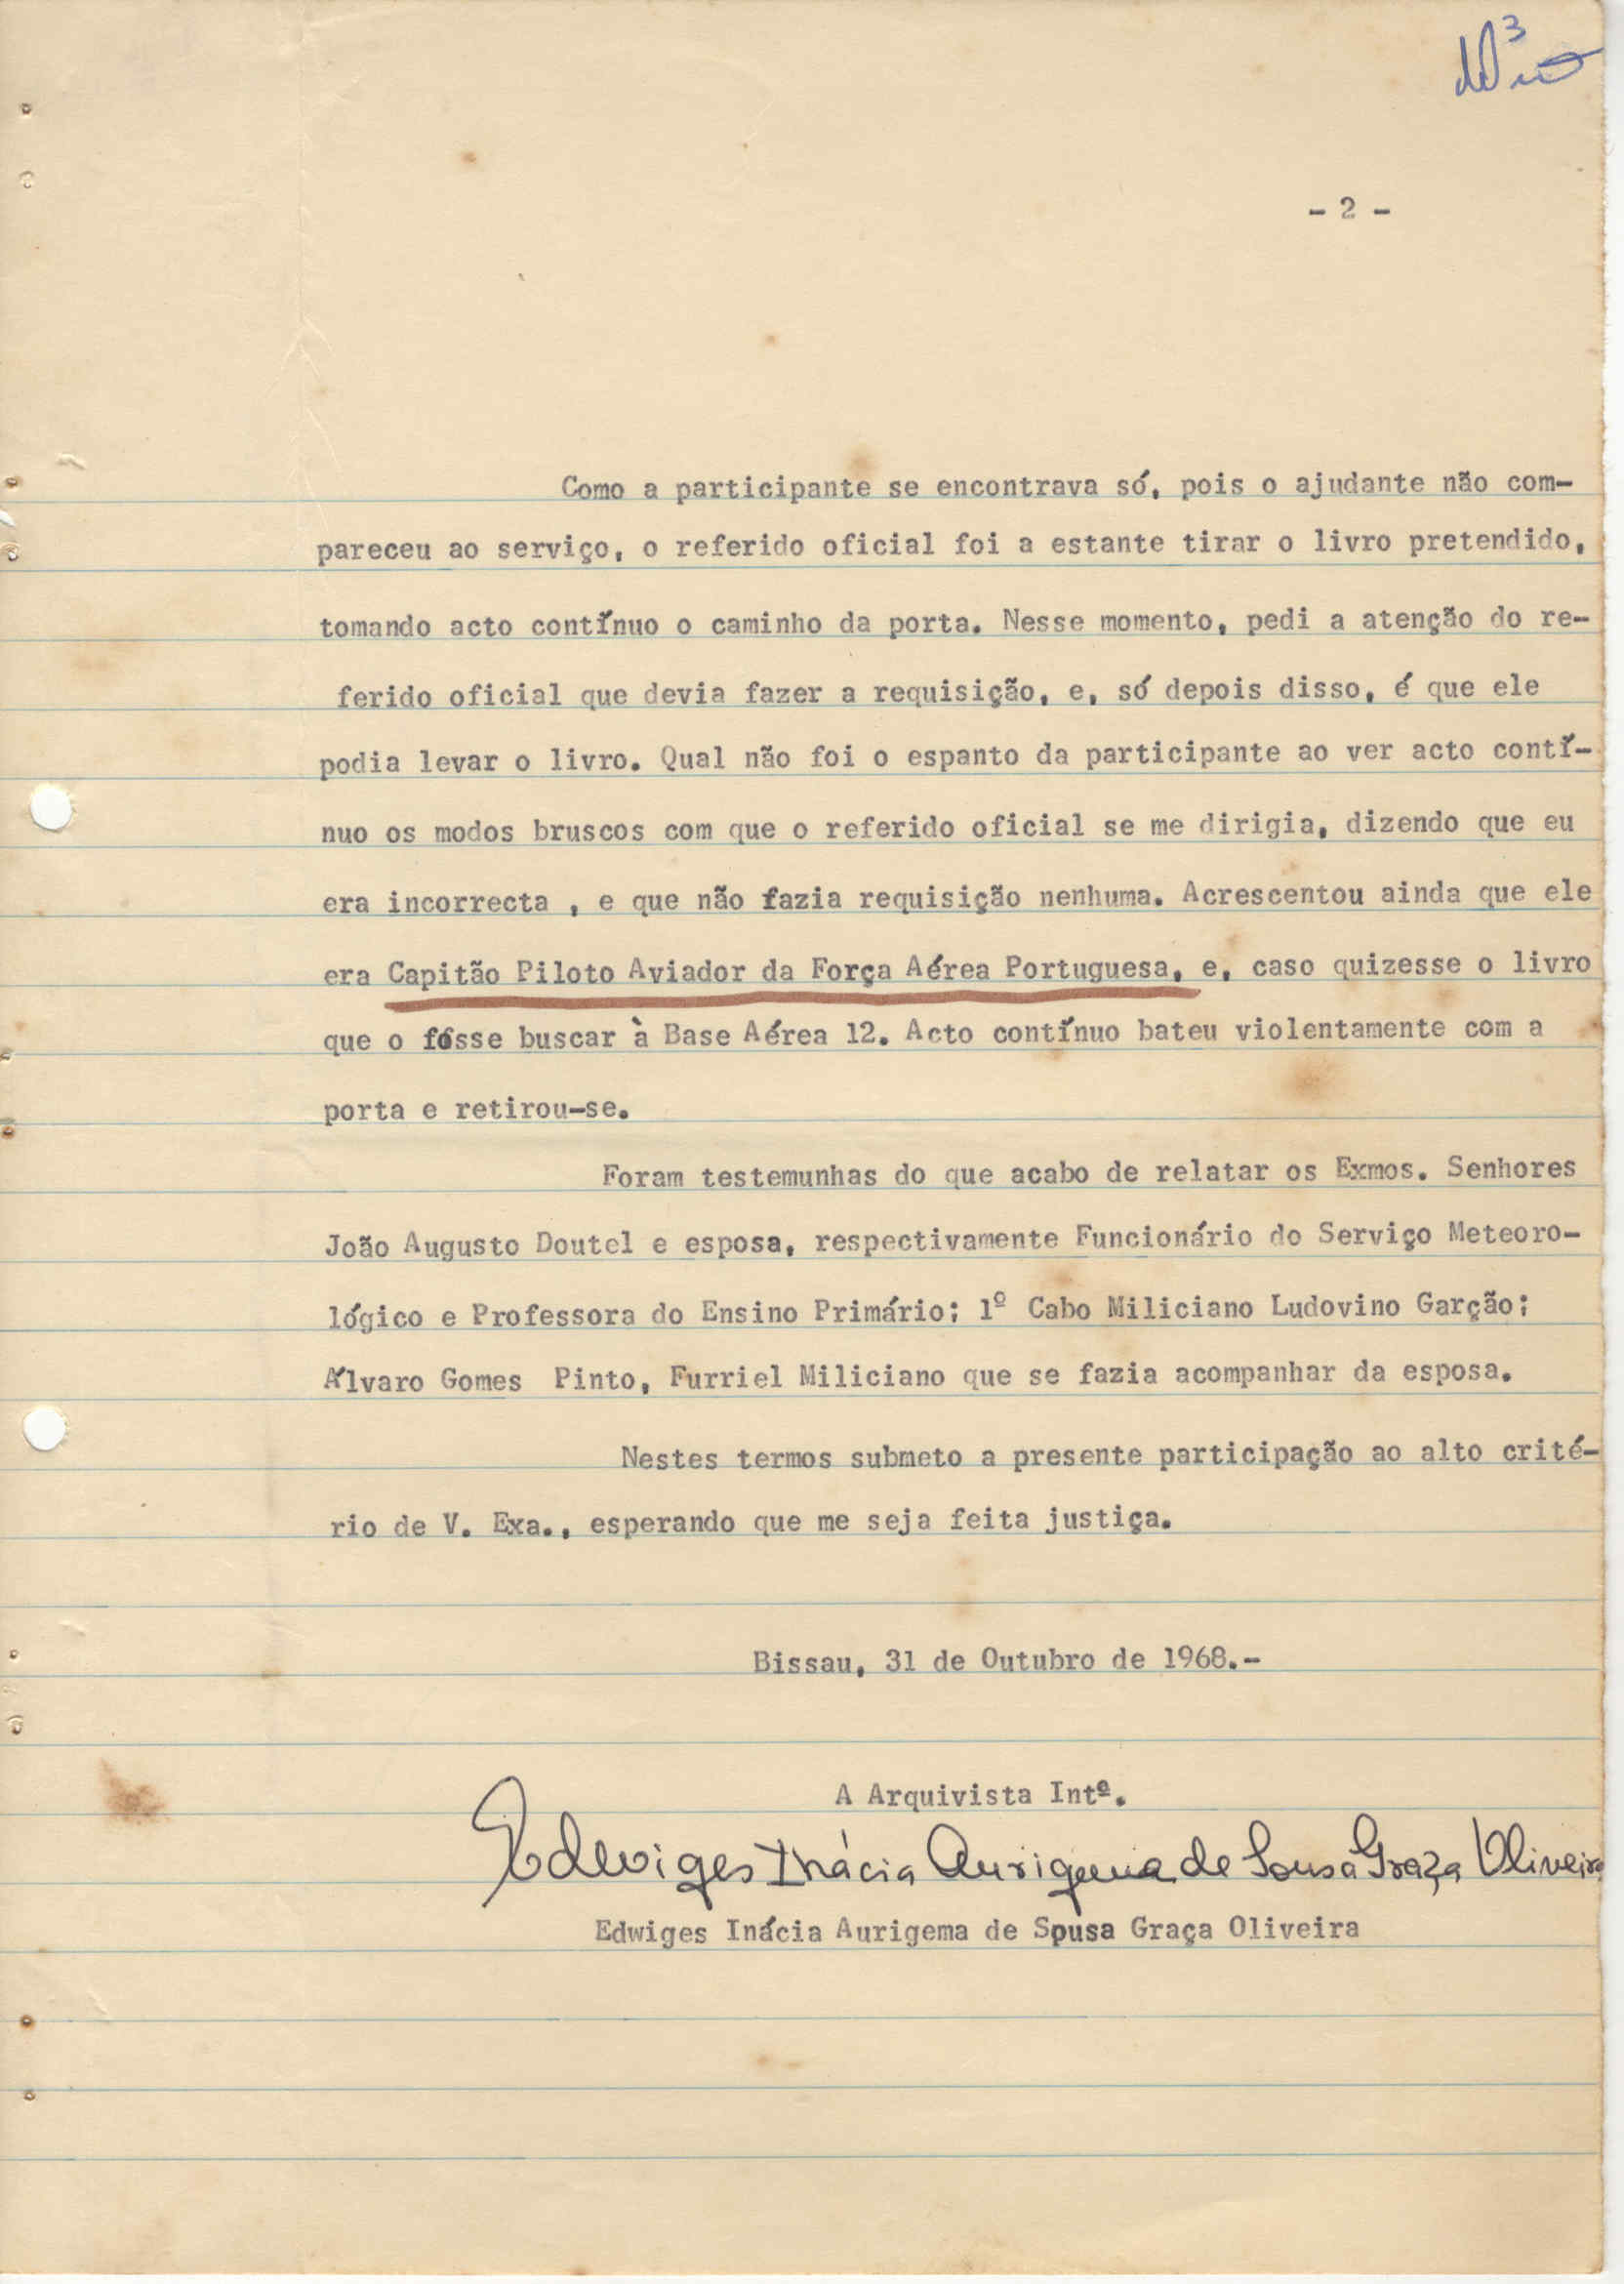 3
- 2 -
Como a participante se encontrava só, pois o ajudante não com-
pareceu ao serviço, o referido oficial foi a estante tirar o livro pretendido,
tomando acto contínuo o caminho da porta. Nesse momento, pedi a atenção do re-
ferido oficial que devia fazer a requisição, e, só depois disso, é que ele
podia levar o livro. Qual não foi o espanto da participante ao ver acto contí-
nuo os modos bruscos com que o referido oficial se me dirigia, dizendo que eu
era incorrecta , e que não fazia requisição nenhuma. Acrescentou ainda que ele
era Capitão Piloto Aviador da Força Aérea Portuguesa, e, caso quizesse o livro
que o fósse buscar à Base Aérea 12. Acto contínuo bateu violentamente com a
porta e retirou-se.
Foram testemunhas do que acabo de relatar os Exmos. Senhores
João Augusto Doutel e esposa, respectivamente Funcionário do Serviço Meteoro-
lógico e Professora do Ensino Primário; 1º Cabo Miliciano Ludovino Garção;
Álvaro Gomes Pinto, Furriel Miliciano que se fazia acompanhar da esposa.
Nestes termos submeto a presente participação ao alto crité-
rio de V. Exa., esperando que me seja feita justiça.
Bissau, 31 de Outubro de 1968.-
A Arquivista Intª.
Edwiges Inácia Aurigema de Sousa Graça Oliveira
Edwiges Inácia Aurigema de Spusa Graça Oliveira